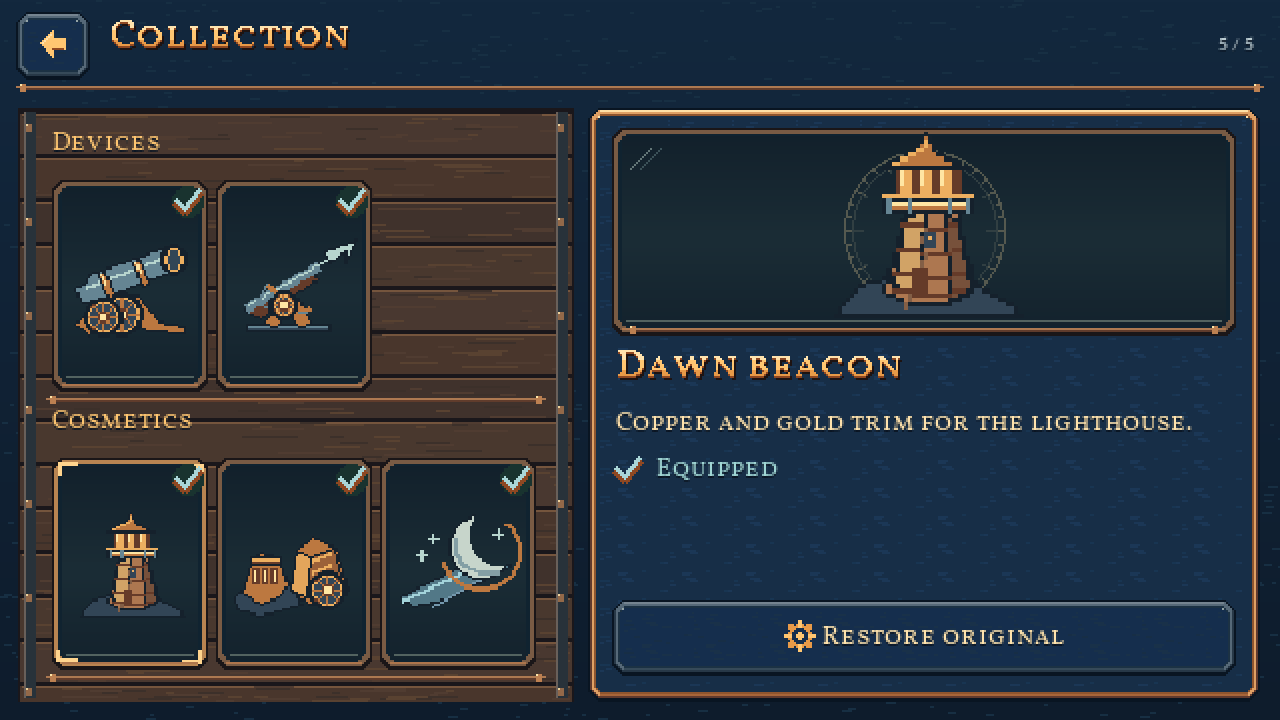 Collection
5 / 5
Devices
Cosmetics
Dawn beacon
Copper and gold trim for the lighthouse.
Equipped
Restore original